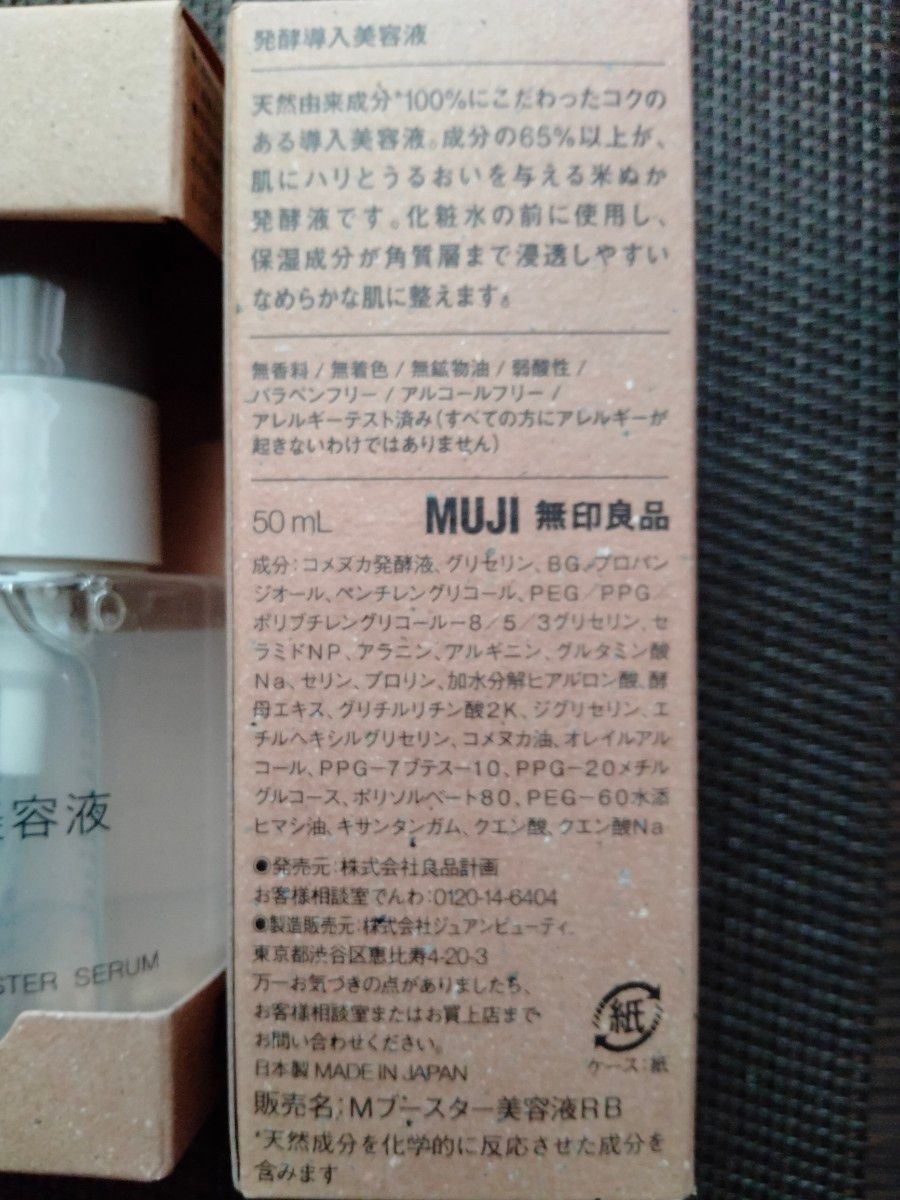 発酵導入美容液
天然由来成分*100%にこだわったコクの
ある導入美容液。成分の65%以上が、
肌にハリとうるおいを与える米ぬか
発酵液です。化粧水の前に使用し、
保湿成分が角質層まで浸透しやすい
なめらかな肌に整えます。
無香料/無着色/無鉱物油/弱酸性/
パラベンフリー/アルコールフリー/
アレルギーテスト済み(すべての方にアレルギーが
起きないわけではありません)
50mL MUJI 無印良品
成分:コメヌカ発酵液、グリセリン、BG、プロパン
ジオール、ペンチレングリコール、PEG/PPG/
ポリブチレングリコール-8/5/3グリセリン、セ
ラミドNP、アラニン、アルギニン、グルタミン酸
Na、セリン、プロリン、加水分解ヒアルロン酸、酵
母エキス、グリチルリチン酸2K、ジグリセリン、エ
チルヘキシルグリセリン、コメヌカ油、オレイルアル
コール、PPG-7ブテス-10、PPG-20メチル
グルコース、ポリソルベート80、PEG-60水添
ヒマシ油、キサンタンガム、クエン酸、クエン酸Na
◉発売元:株式会社良品計画
お客様相談室でんわ:0120-14-6404
◉製造販売元:株式会社ジュアンビューティ
東京都渋谷区恵比寿4-20-3
万一お気づきの点がありましたら、
お客様相談室またはお買上店まで
お問い合わせください。
日本製 MADE IN JAPAN
紙
ケース:紙
販売名:Mブースター美容液RB
*天然成分を化学的に反応させた成分を
含みます
容液
STER SERUM